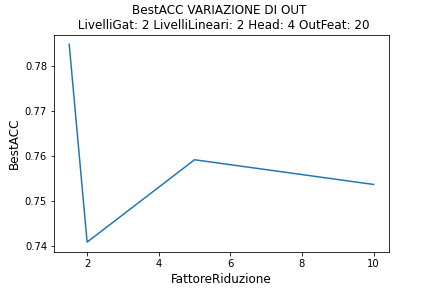 BestACC VARIAZIONE DI OUT
LivelliGat: 2 LivelliLineari: 2 Head: 4 OutFeat: 20
BestACC
0.78
0.77
0.76
0.75
0.74
2
4
6
8
10
FattoreRiduzione